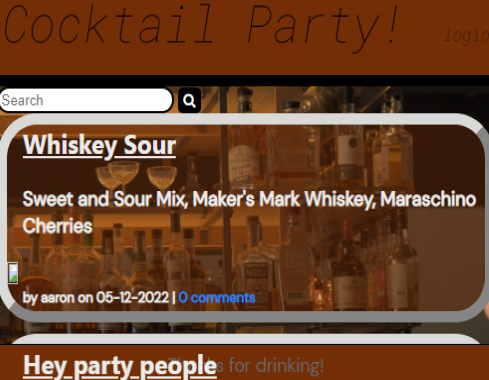 Cocktail Party!
login
Search
Whiskey Sour
Sweet and Sour Mix, Maker's Mark Whiskey, Maraschino
Cherries
by aaron on 05-12-2022 | 0 comments
Hey party people
for drinking!